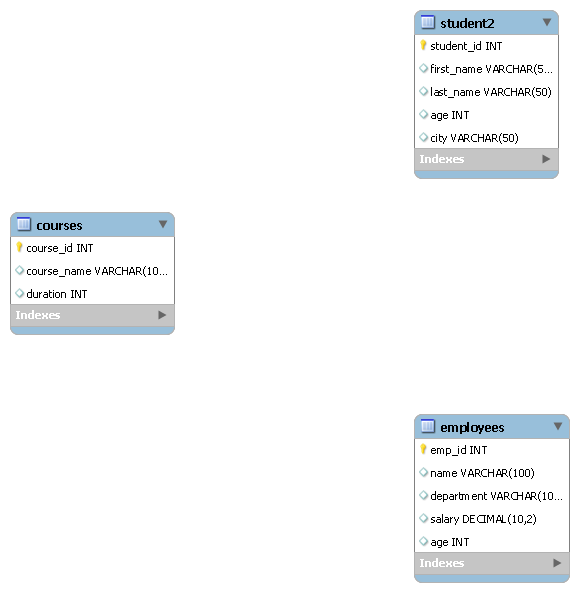 student2
student_id INT
first_name VARCHAR(5...
last_name VARCHAR(50)
age INT
city VARCHAR(50)
Indexes
courses
course_id INT
course_name VARCHAR(10...
duration INT
Indexes
employees
emp_id INT
name VARCHAR(100)
department VARCHAR(10...
salary DECIMAL(10,2)
age INT
Indexes